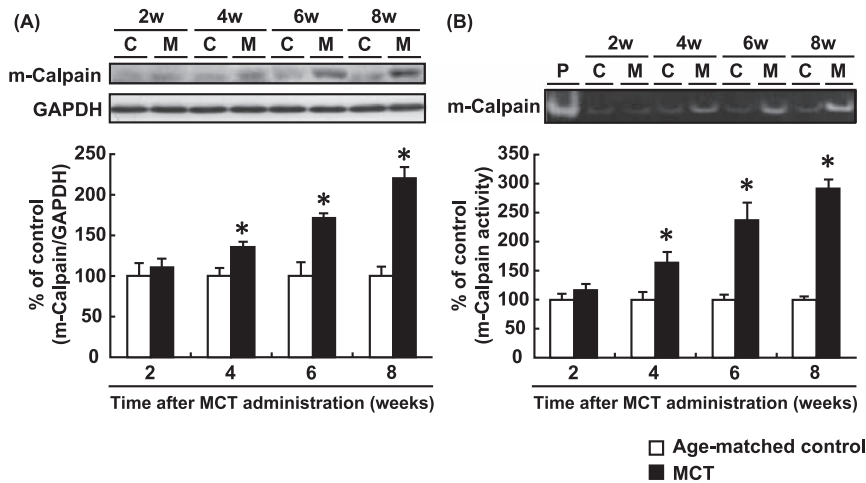 (A)
2w 4w 6w 8w
C M C M C M C M
m-Calpain
GAPDH
250
200
150
100
50
0
% of control
(m-Calpain/GAPDH)
* * *
2 4 6 8
Time after MCT administration (weeks)
(B)
2w 4w 6w 8w
P C M C M C M C M
m-Calpain
350
300
250
200
150
100
50
0
% of control
(m-Calpain activity)
* * *
2 4 6 8
Time after MCT administration (weeks)
Age-matched control
MCT